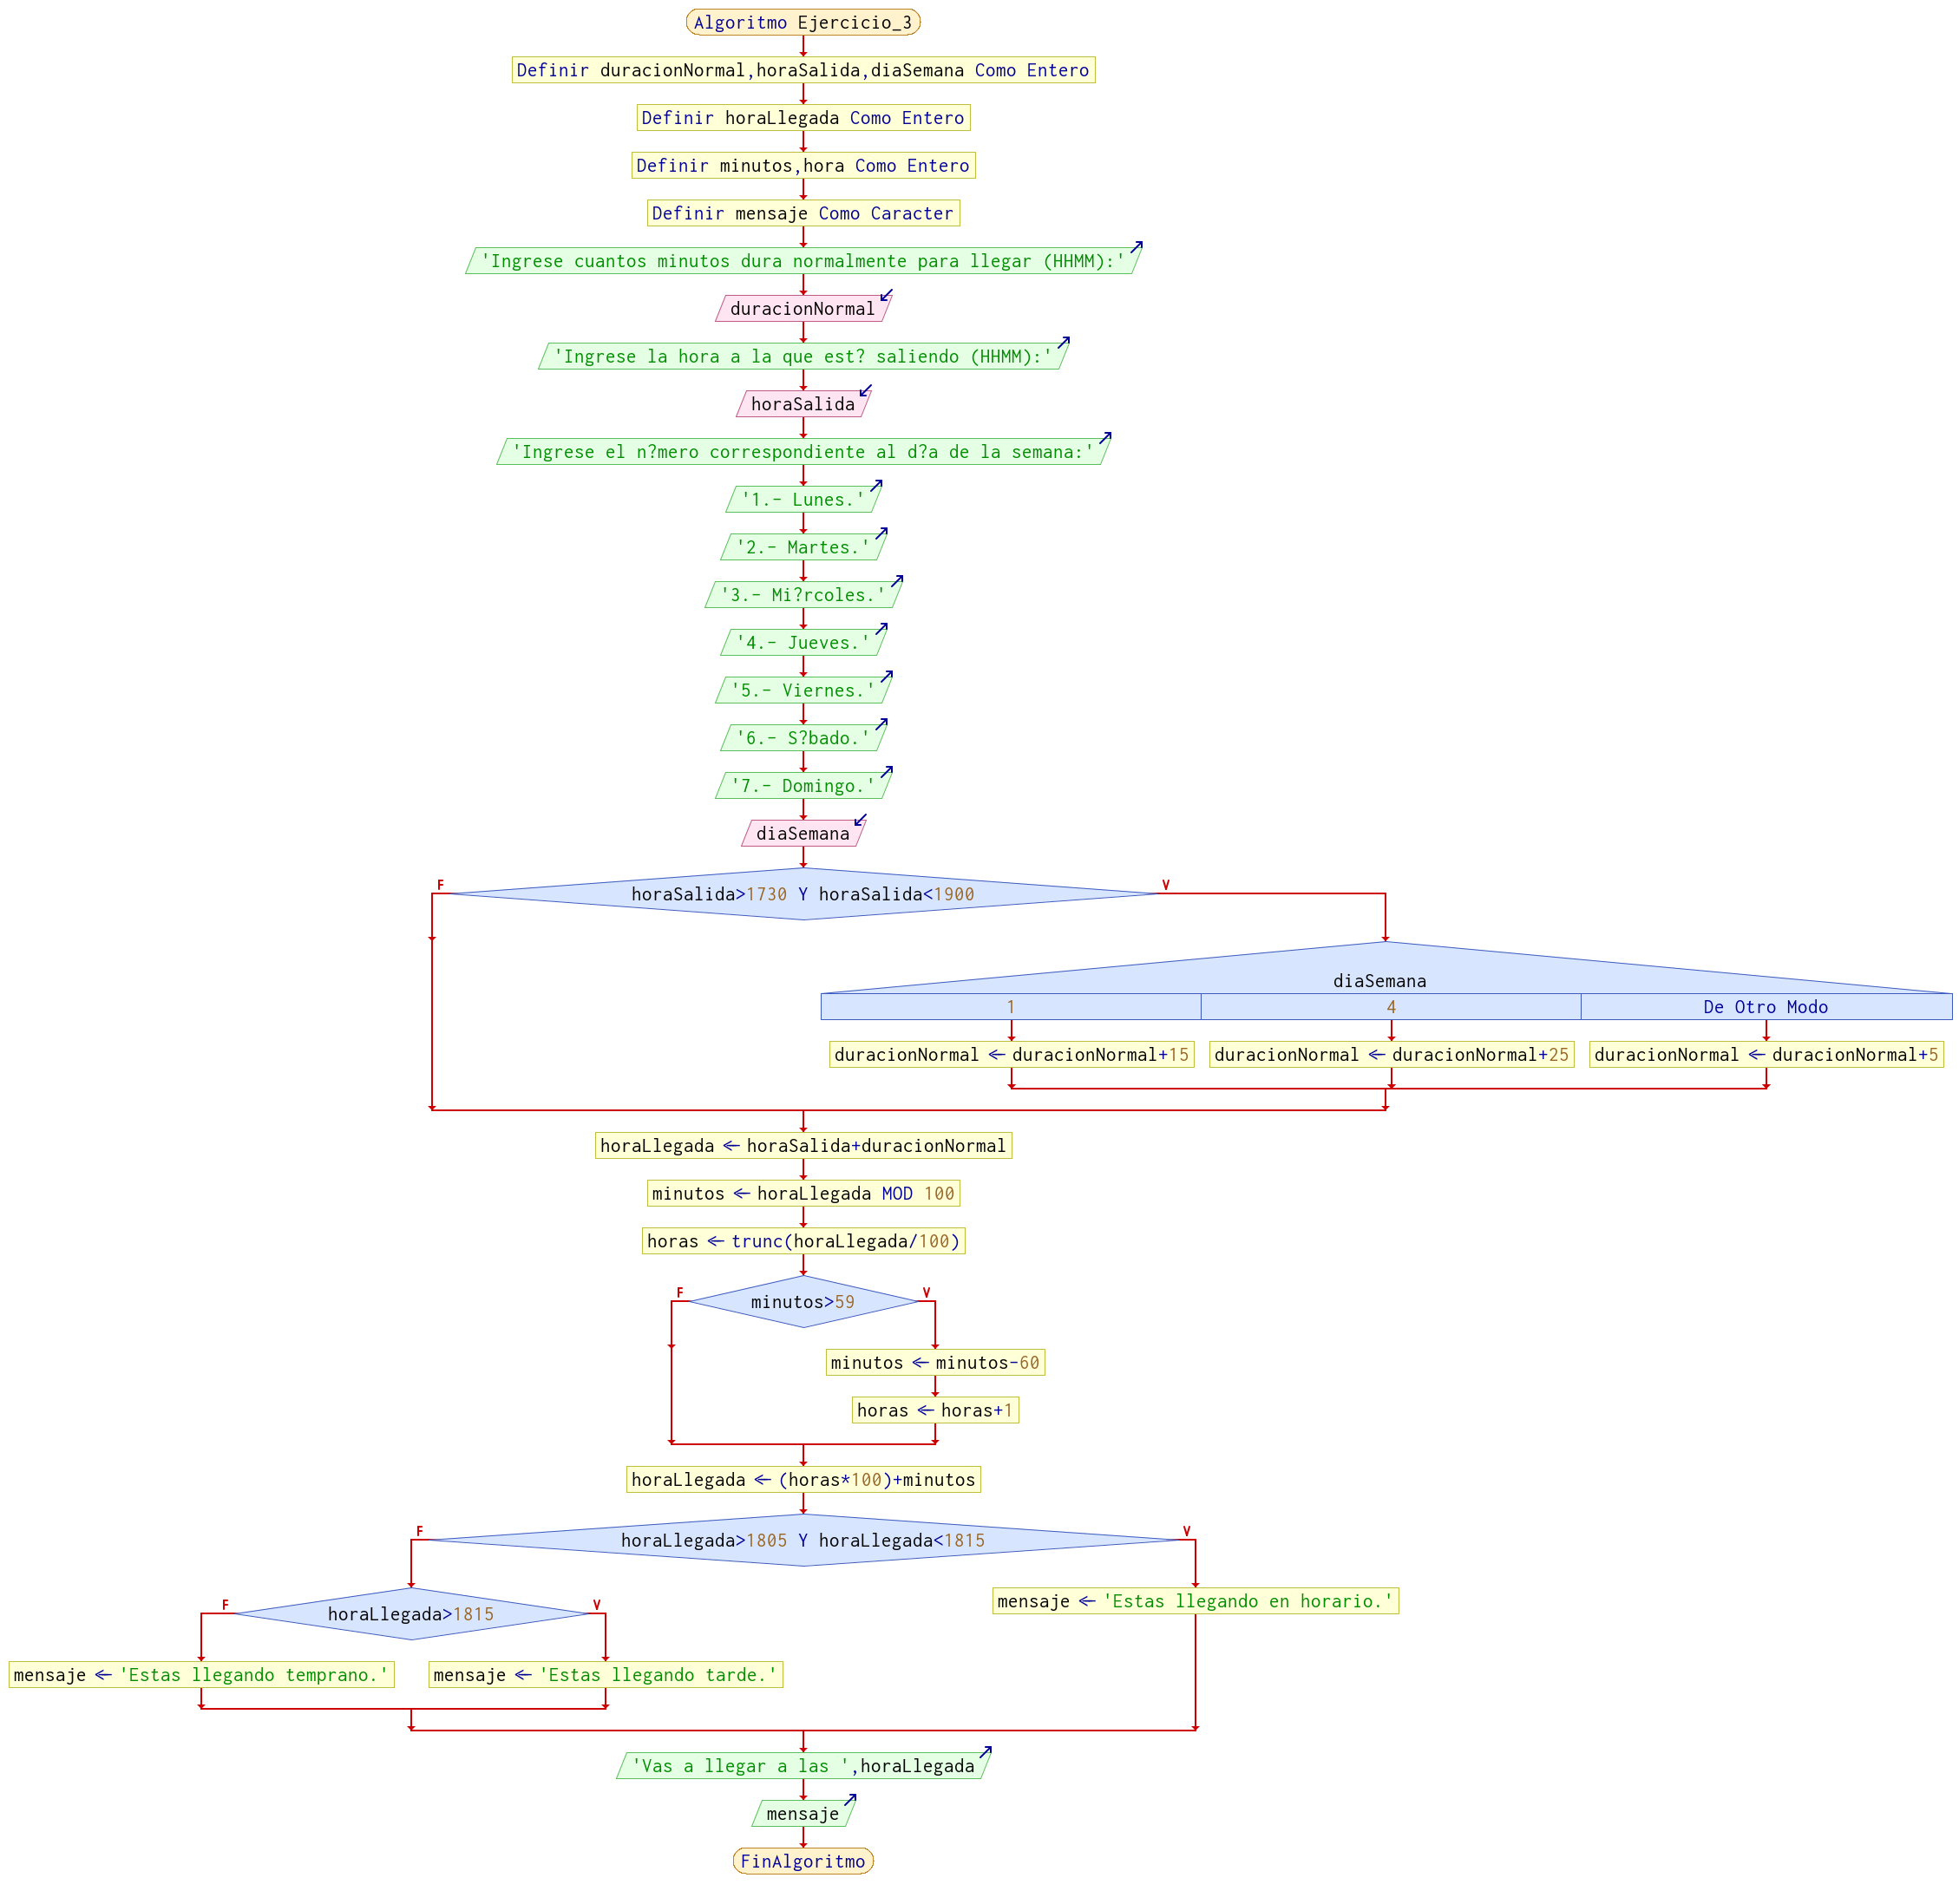 Algoritmo Ejercicio_3
Definir duracionNormal,horaSalida,diaSemana Como Entero
Definir horaLlegada Como Entero
Definir minutos,hora Como Entero
Definir mensaje Como Caracter
'Ingrese cuantos minutos dura normalmente para llegar (HHMM):'
duracionNormal
'Ingrese la hora a la que est? saliendo (HHMM):'
horaSalida
'Ingrese el n?mero correspondiente al d?a de la semana:'
'1.- Lunes.'
'2.- Martes.'
'3.- Mi?rcoles.'
'4.- Jueves.'
'5.- Viernes.'
'6.- S?bado.'
'7.- Domingo.'
diaSemana
F
V
horaSalida>1730 Y horaSalida<1900
diaSemana
1
4
De Otro Modo
duracionNormal ← duracionNormal+15
duracionNormal ← duracionNormal+25
duracionNormal ← duracionNormal+5
horaLlegada ← horaSalida+duracionNormal
minutos ← horaLlegada MOD 100
horas ← trunc(horaLlegada/100)
F
V
minutos>59
minutos ← minutos-60
horas ← horas+1
horaLlegada ← (horas*100)+minutos
F
V
horaLlegada>1805 Y horaLlegada<1815
mensaje ← 'Estas llegando en horario.'
F
V
horaLlegada>1815
mensaje ← 'Estas llegando temprano.'
mensaje ← 'Estas llegando tarde.'
'Vas a llegar a las ',horaLlegada
mensaje
FinAlgoritmo